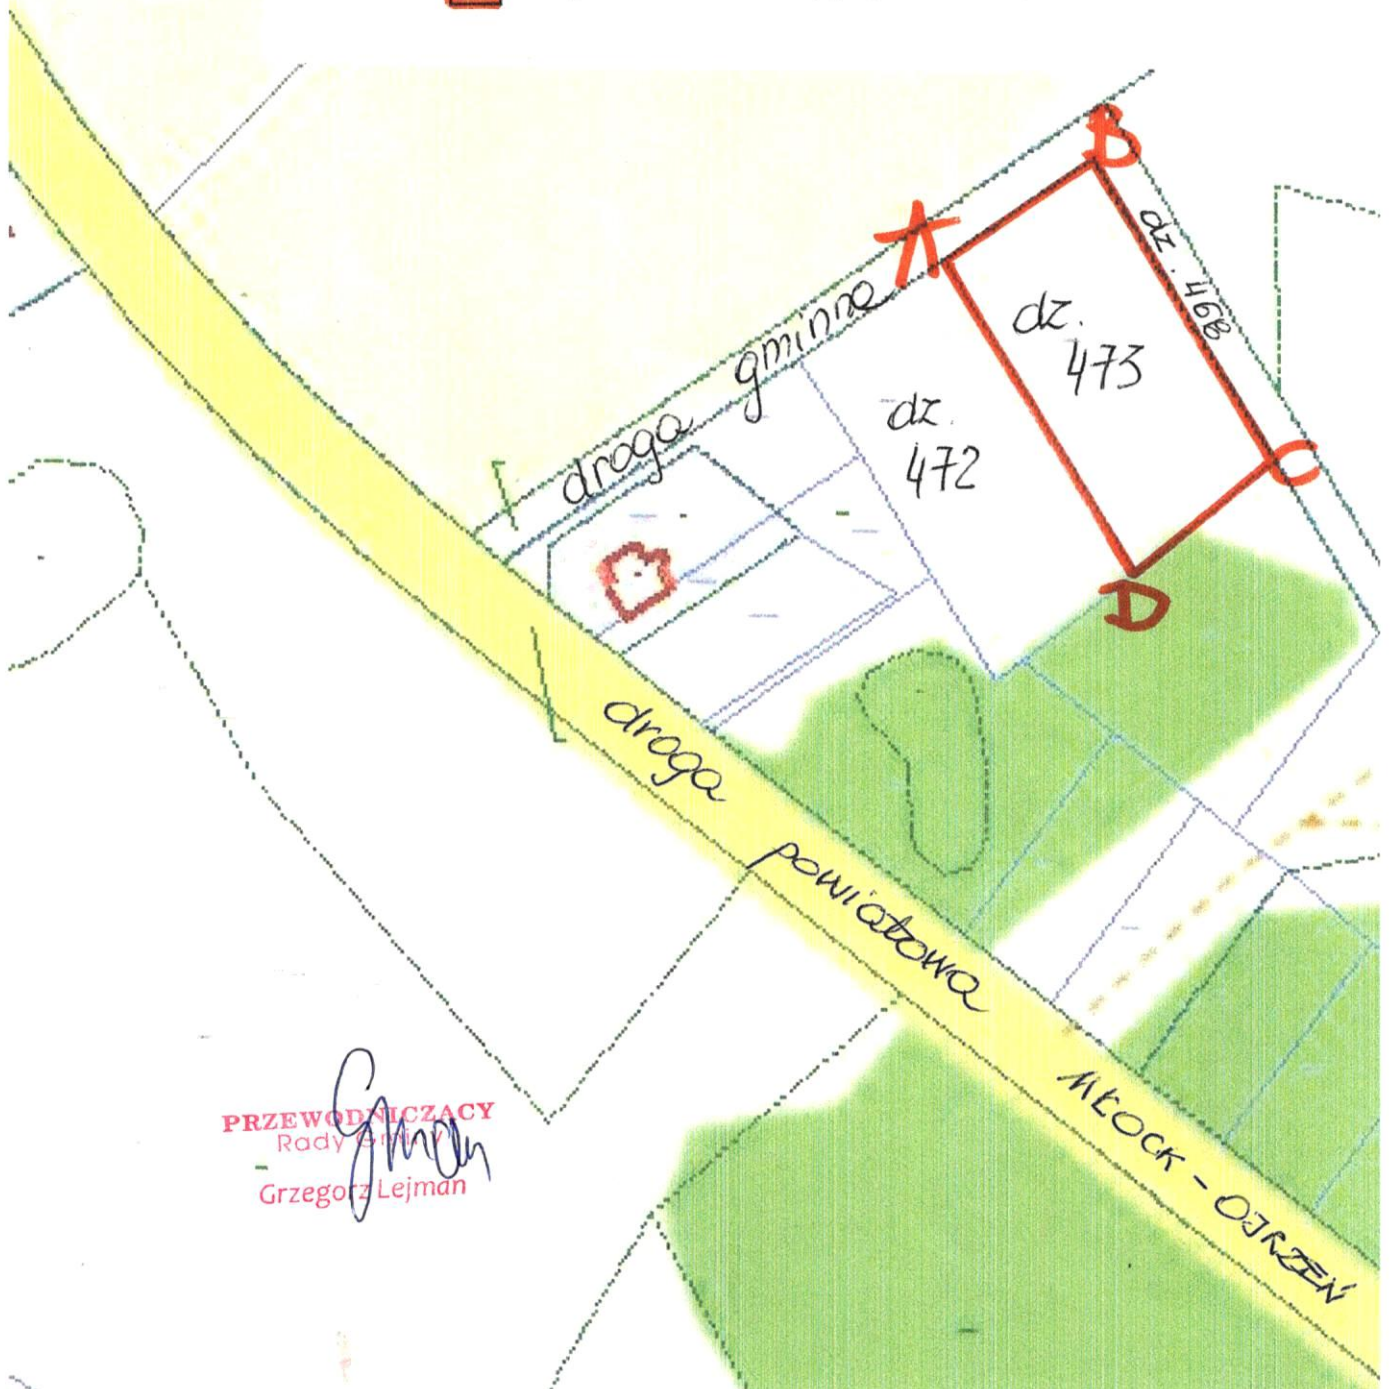 B
A
dz. 468
droga gminna
dz.
473
dz.
472
C
D
droga powiatowa MŁOCK - OJRZEŃ
PRZEWODNICZĄCY
Rady Gminy
Grzegorz Lejman